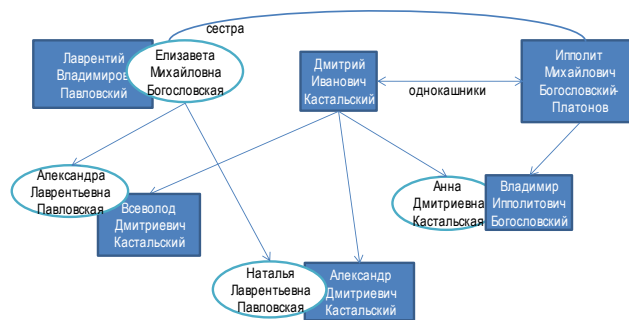 сестра
Лаврентий
Владимиров
Павловский
Елизавета
Михайловна
Богословская
Дмитрий
Иванович
Кастальский
однокашники
Ипполит
Михайлович
Богословский-
Платонов
Александра
Лаврентьевна
Павловская
Всеволод
Дмитриевич
Кастальский
Анна
Дмитриевна
Кастальская
Владимир
Ипполитович
Богословский
Наталья
Лаврентьевна
Павловская
Александр
Дмитриевич
Кастальский